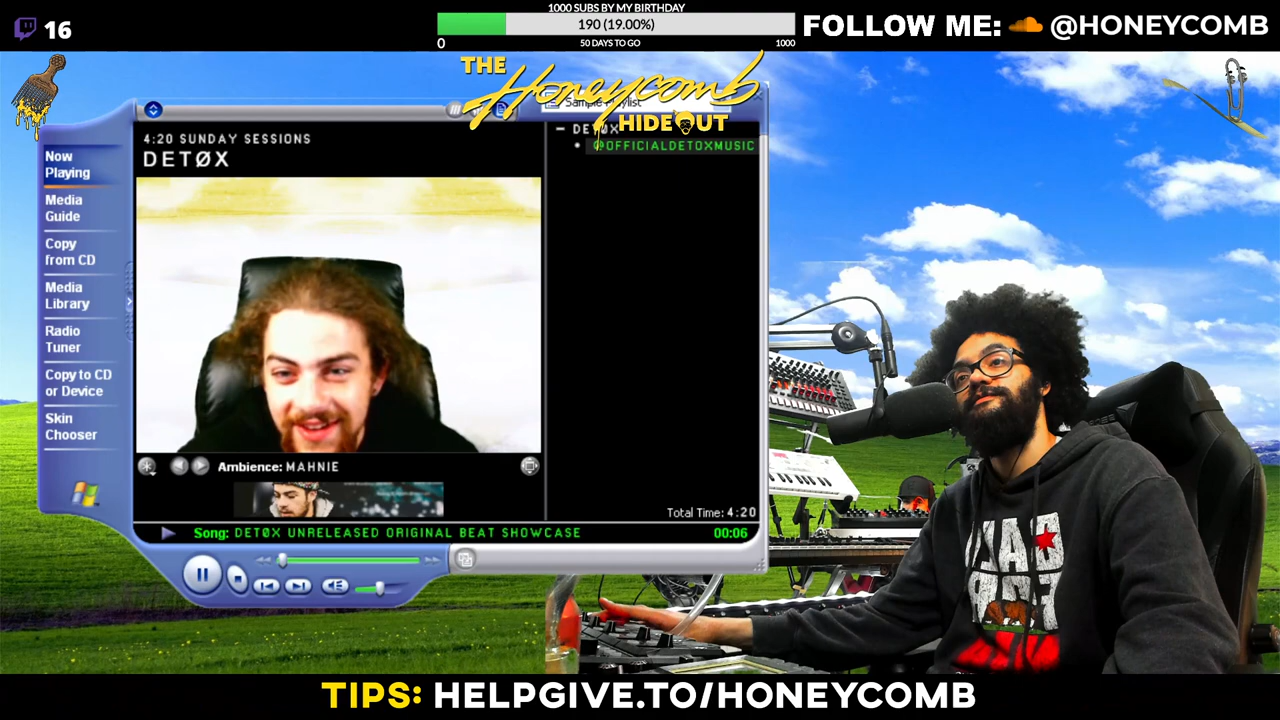 16
1000 SUBS BY MY BIRTHDAY
190 (19.00%)
0
50 DAYS TO GO
1000
FOLLOW ME: @HONEYCOMB
THE
Honeycomb
HIDEOUT
Sample Playlist
4:20 SUNDAY SESSIONS
DETØX
DETØX
@OFFICIALDETOXMUSIC
Now
Playing
Media
Guide
Copy
from CD
Media
Library
Radio
Tuner
Copy to CD
or Device
Skin
Chooser
Ambience: MAHNIE
Total Time: 4:20
Song: DETØX UNRELEASED ORIGINAL BEAT SHOWCASE
00:06
TIPS: HELPGIVE.TO/HONEYCOMB